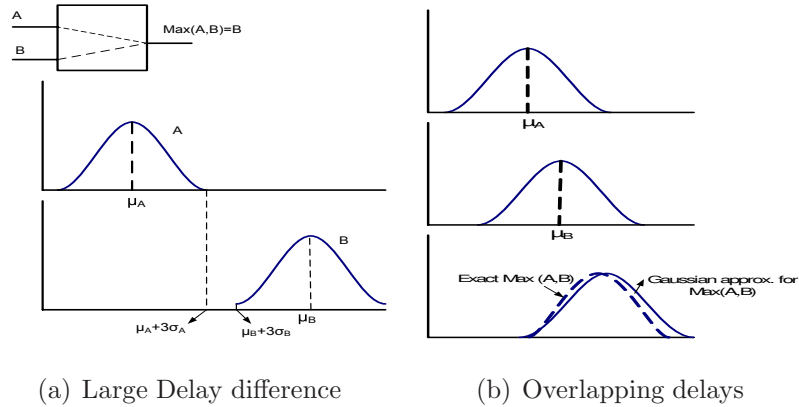 A
B
Max(A,B)=B
A
μA
B
μA+3σA
μB+3σB
μB
(a) Large Delay difference
μA
μB
Exact Max (A,B)
Gaussian approx. for
Max(A,B)
(b) Overlapping delays